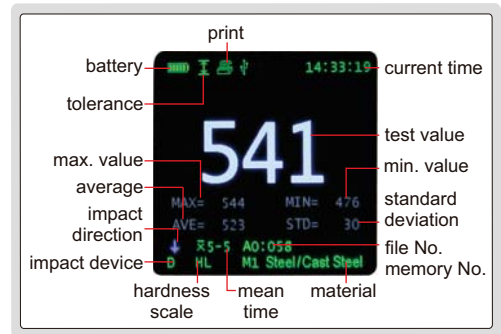 print
battery
14:33:19
current time
tolerance
541
test value
max. value
min. value
average
MAX= 544 MIN= 476
standard
deviation
impact
direction
AVE= 523 STD= 30
x̄5-5 A0:058
file No.
memory No.
impact device
D HL M1 Steel/Cast Steel
hardness
scale
mean
time
material